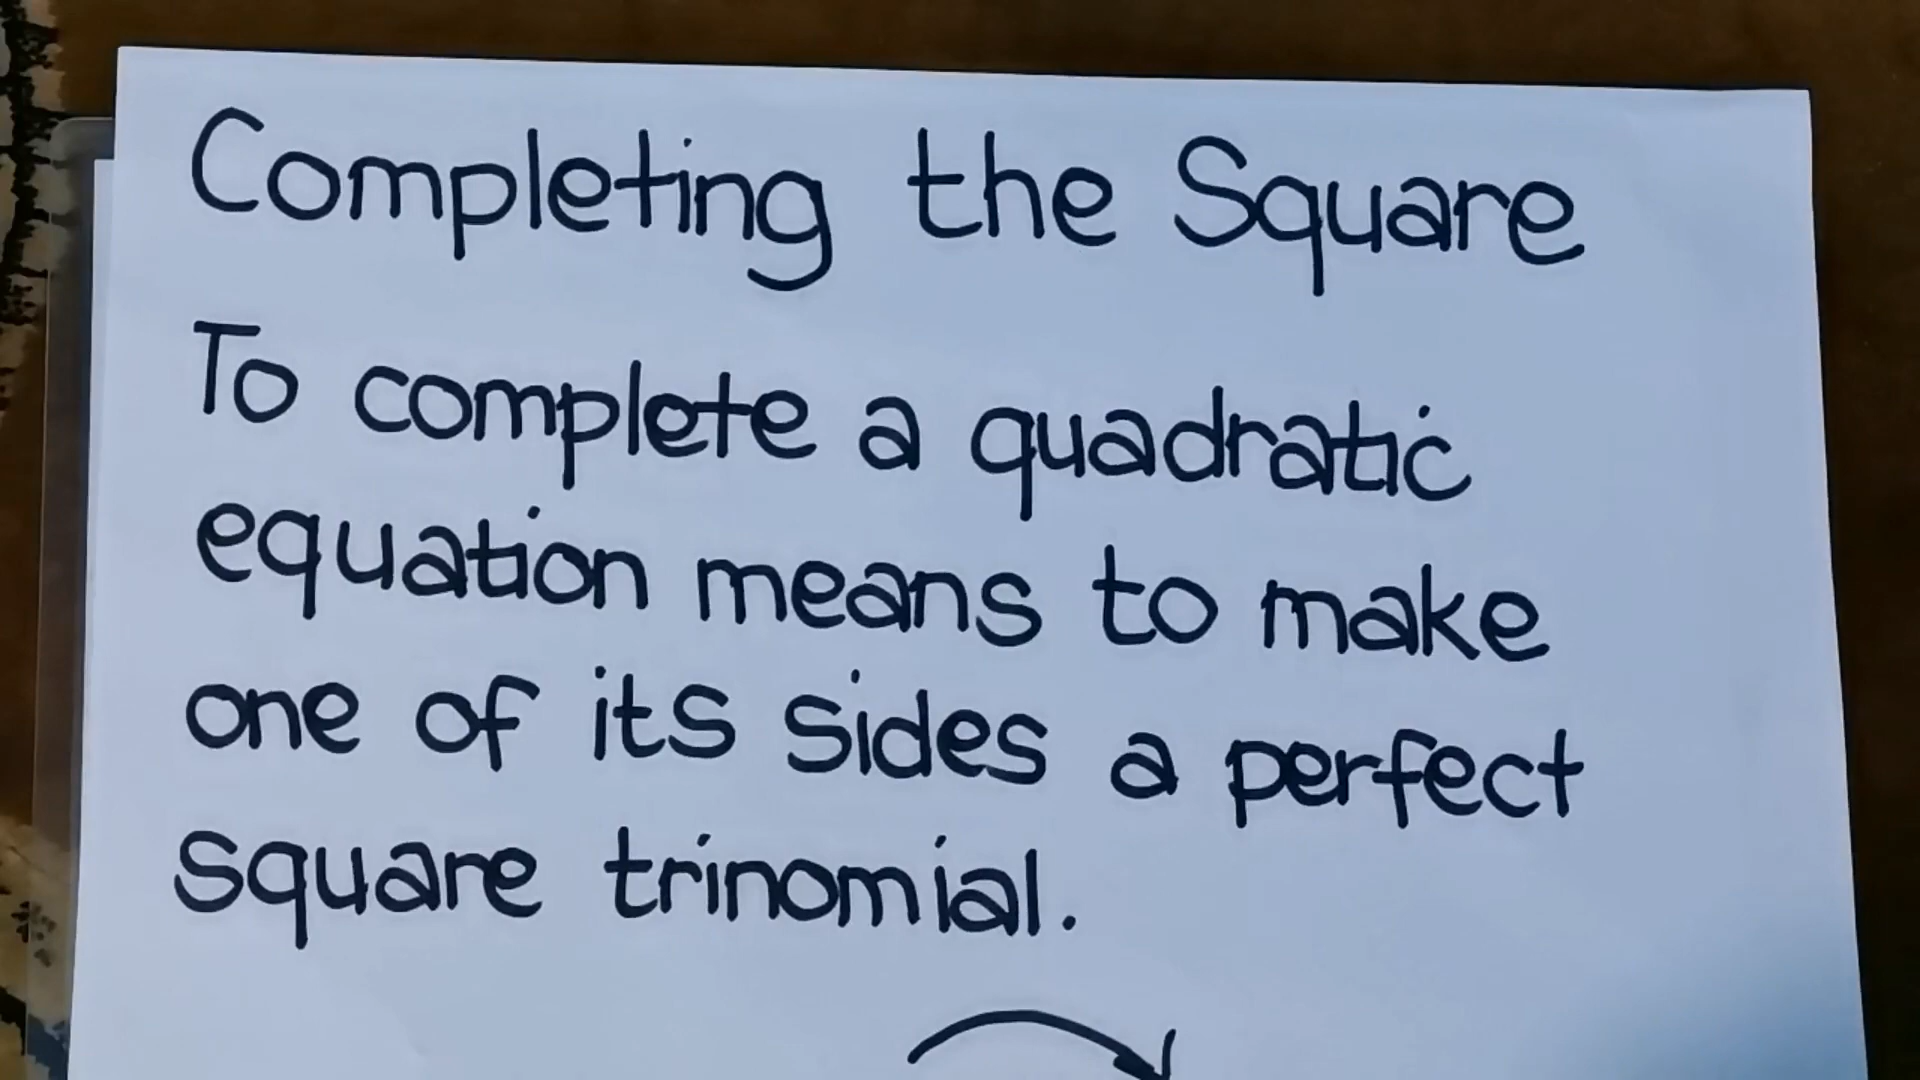 Completing the Square
To complete a quadratic
equation means to make
one of its sides a perfect
square trinomial.